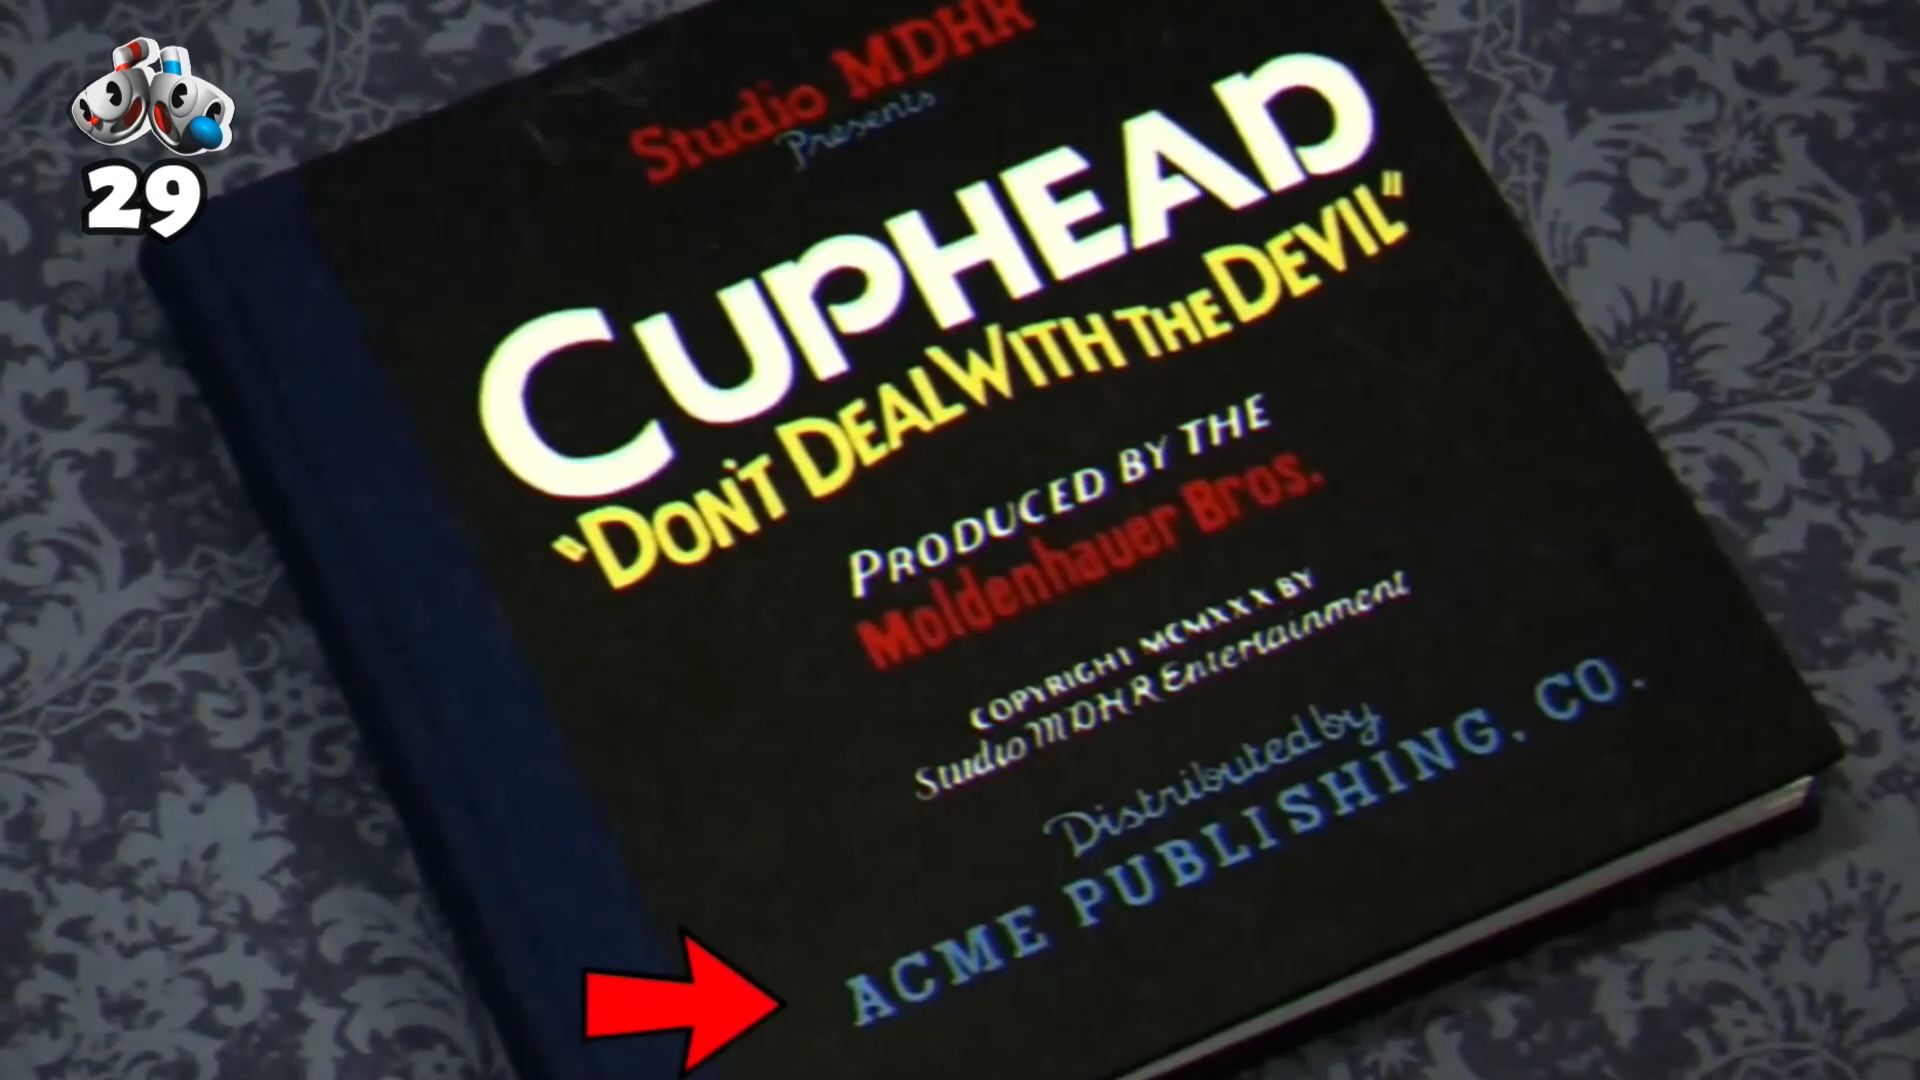 29
Studio MDHR
Presents
CUPHEAD
"DON'T DEAL WITH THE DEVIL"
PRODUCED BY THE
Moldenhauer Bros.
COPYRIGHT MCMXXX BY
Studio MDHR Entertainment
Distributed by
ACME PUBLISHING. CO.